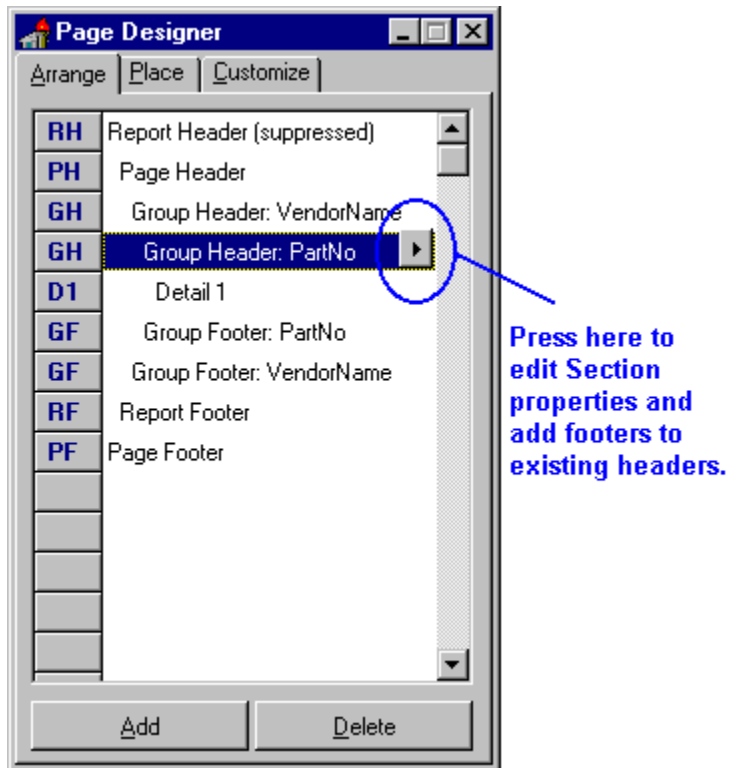 Page Designer
Arrange Place Customize
RH Report Header (suppressed)
PH Page Header
GH Group Header: VendorName
GH Group Header: PartNo
D1 Detail 1
GF Group Footer: PartNo
GF Group Footer: VendorName
RF Report Footer
PF Page Footer
Press here to
edit Section
properties and
add footers to
existing headers.
Add Delete